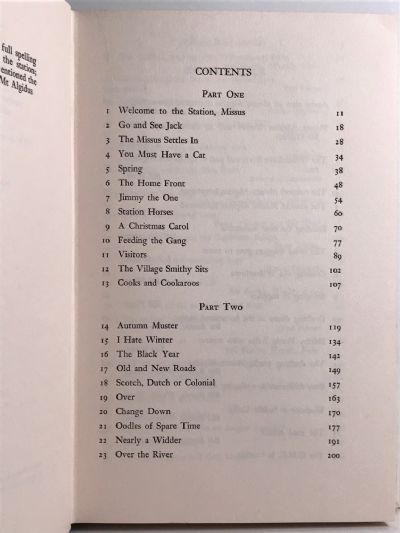 full spelling
the station;
entioned the
Mt Algidus
CONTENTS
Part One
1 Welcome to the Station, Missus 11
2 Go and See Jack 18
3 The Missus Settles In 28
4 You Must Have a Cat 34
5 Spring 38
6 The Home Front 48
7 Jimmy the One 54
8 Station Horses 60
9 A Christmas Carol 70
10 Feeding the Gang 77
11 Visitors 89
12 The Village Smithy Sits 102
13 Cooks and Cookaroos 107
Part Two
14 Autumn Muster 119
15 I Hate Winter 134
16 The Black Year 142
17 Old and New Roads 149
18 Scotch, Dutch or Colonial 157
19 Over 163
20 Change Down 170
21 Oodles of Spare Time 177
22 Nearly a Widder 191
23 Over the River 200